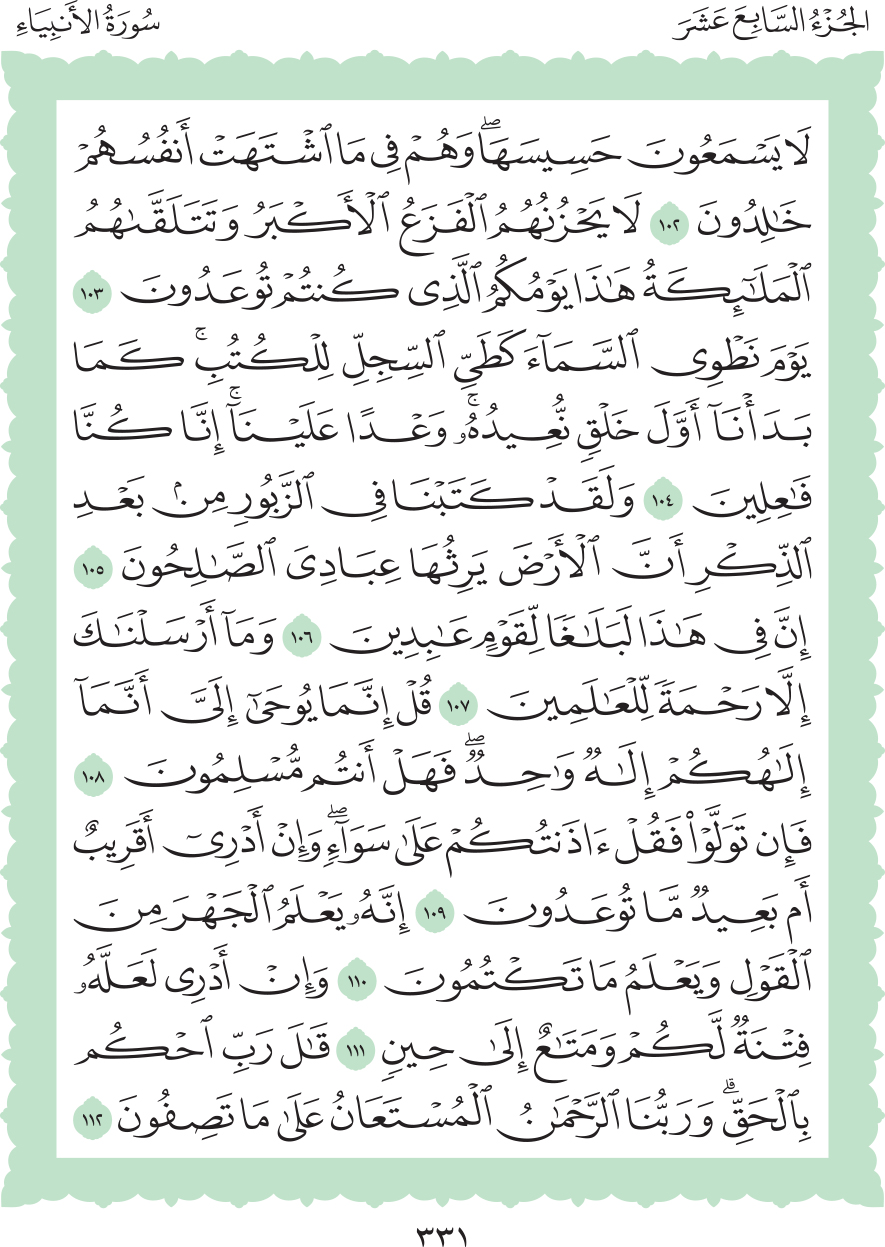 الجُزْءُ السَّابِعَ عَشَرَ
سُورَةُ الأَنبِيَاءِ
لَا يَسْمَعُونَ حَسِيسَهَاۖ وَهُمْ فِي مَا ٱشْتَهَتْ أَنفُسُهُمْ
خَٰلِدُونَ ١٠٢ لَا يَحْزُنُهُمُ ٱلْفَزَعُ ٱلْأَكْبَرُ وَتَتَلَقَّىٰهُمُ
ٱلْمَلَٰٓئِكَةُ هَٰذَا يَوْمُكُمُ ٱلَّذِى كُنتُمْ تُوعَدُونَ ١٠٣
يَوْمَ نَطْوِى ٱلسَّمَآءَ كَطَىِّ ٱلسِّجِلِّ لِلْكُتُبِۚ كَمَا
بَدَأْنَآ أَوَّلَ خَلْقٍ نُّعِيدُهُۥۚ وَعْدًا عَلَيْنَآۚ إِنَّا كُنَّا
فَٰعِلِينَ ١٠٤ وَلَقَدْ كَتَبْنَا فِى ٱلزَّبُورِ مِنۢ بَعْدِ
ٱلذِّكْرِ أَنَّ ٱلْأَرْضَ يَرِثُهَا عِبَادِىَ ٱلصَّٰلِحُونَ ١٠٥
إِنَّ فِى هَٰذَا لَبَلَٰغًا لِّقَوْمٍ عَٰبِدِينَ ١٠٦ وَمَآ أَرْسَلْنَٰكَ
إِلَّا رَحْمَةً لِّلْعَٰلَمِينَ ١٠٧ قُلْ إِنَّمَا يُوحَىٰٓ إِلَىَّ أَنَّمَآ
إِلَٰهُكُمْ إِلَٰهٌ وَٰحِدٌۖ فَهَلْ أَنتُم مُّسْلِمُونَ ١٠٨
فَإِن تَوَلَّوْا۟ فَقُلْ ءَاذَنتُكُمْ عَلَىٰ سَوَآءٍۖ وَإِنْ أَدْرِىٓ أَقَرِيبٌ
أَم بَعِيدٌ مَّا تُوعَدُونَ ١٠٩ إِنَّهُۥ يَعْلَمُ ٱلْجَهْرَ مِنَ
ٱلْقَوْلِ وَيَعْلَمُ مَا تَكْتُمُونَ ١١٠ وَإِنْ أَدْرِى لَعَلَّهُۥ
فِتْنَةٌ لَّكُمْ وَمَتَٰعٌ إِلَىٰ حِينٍ ١١١ قَٰلَ رَبِّ ٱحْكُم
بِٱلْحَقِّۗ وَرَبُّنَا ٱلرَّحْمَٰنُ ٱلْمُسْتَعَانُ عَلَىٰ مَا تَصِفُونَ ١١٢
٣٣١